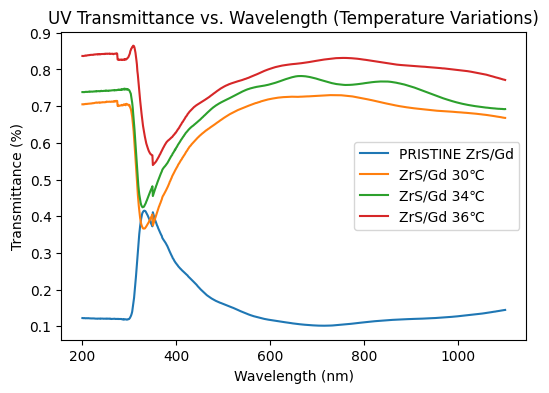 UV Transmittance vs. Wavelength (Temperature Variations)
Transmittance (%)
0.9
0.8
0.7
0.6
0.5
0.4
0.3
0.2
0.1
PRISTINE ZrS/Gd
ZrS/Gd 30℃
ZrS/Gd 34℃
ZrS/Gd 36℃
200 400 600 800 1000
Wavelength (nm)